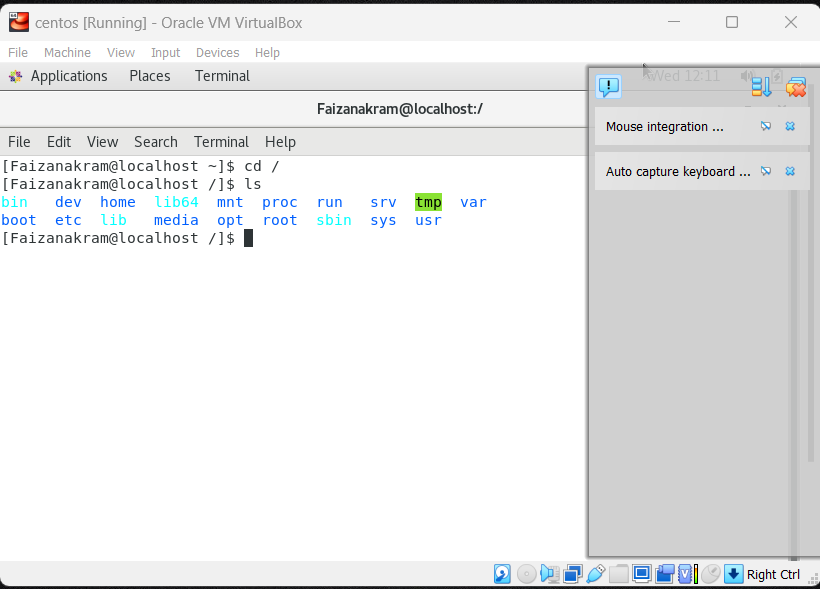 centos [Running] - Oracle VM VirtualBox
File Machine View Input Devices Help
Applications Places Terminal Wed 12:11
Faizanakram@localhost:/
File Edit View Search Terminal Help
Mouse integration ...
Auto capture keyboard ...
[Faizanakram@localhost ~]$ cd /
[Faizanakram@localhost /]$ ls
bin dev home lib64 mnt proc run srv tmp var
boot etc lib media opt root sbin sys usr
[Faizanakram@localhost /]$
Right Ctrl